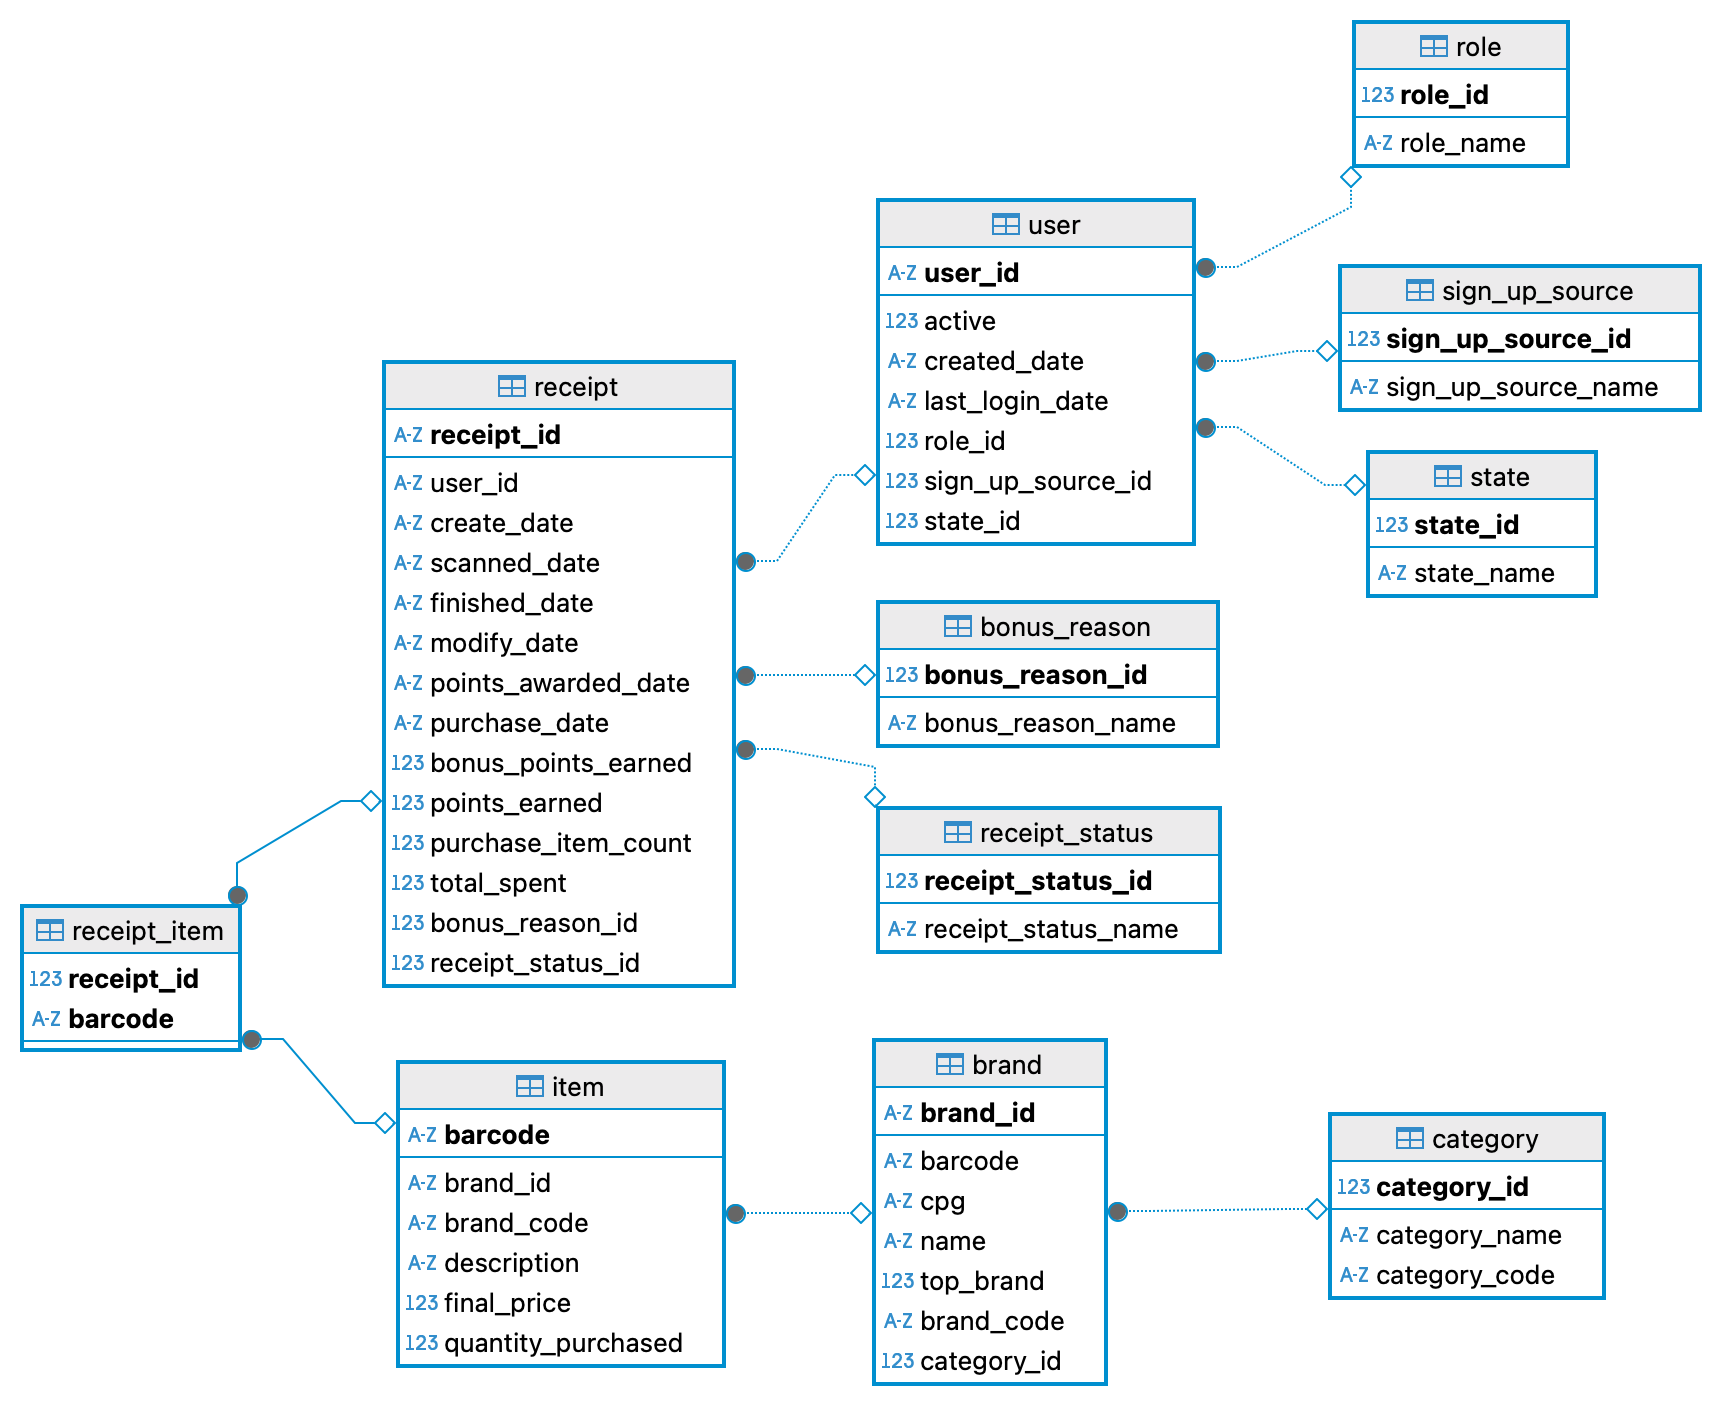 role
123 role_id
A-Z role_name
user
A-Z user_id
123 active
A-Z created_date
A-Z last_login_date
123 role_id
123 sign_up_source_id
123 state_id
sign_up_source
123 sign_up_source_id
A-Z sign_up_source_name
state
123 state_id
A-Z state_name
receipt
A-Z receipt_id
A-Z user_id
A-Z create_date
A-Z scanned_date
A-Z finished_date
A-Z modify_date
A-Z points_awarded_date
A-Z purchase_date
123 bonus_points_earned
123 points_earned
123 purchase_item_count
123 total_spent
123 bonus_reason_id
123 receipt_status_id
bonus_reason
123 bonus_reason_id
A-Z bonus_reason_name
receipt_status
123 receipt_status_id
A-Z receipt_status_name
receipt_item
123 receipt_id
A-Z barcode
item
A-Z barcode
A-Z brand_id
A-Z brand_code
A-Z description
123 final_price
123 quantity_purchased
brand
A-Z brand_id
A-Z barcode
A-Z cpg
A-Z name
123 top_brand
A-Z brand_code
123 category_id
category
123 category_id
A-Z category_name
A-Z category_code